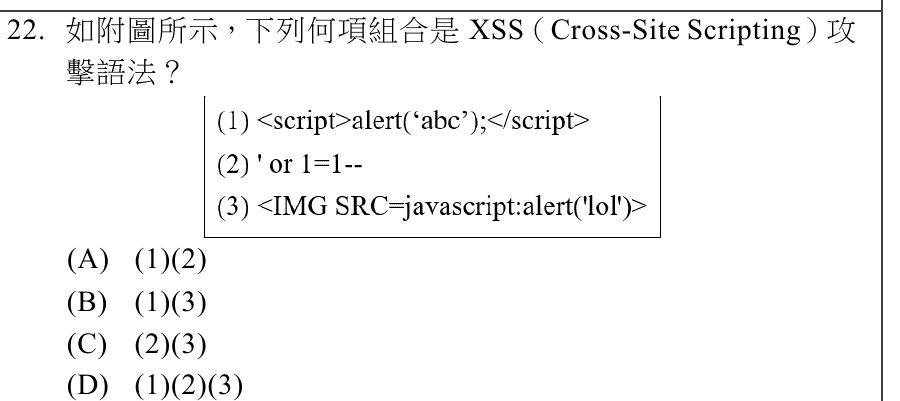 22. 如附圖所示，下列何項組合是 XSS（Cross-Site Scripting）攻
擊語法？
(1) <script>alert(‘abc’);</script>
(2) ' or 1=1--
(3) <IMG SRC=javascript:alert('lol')>
(A) (1)(2)
(B) (1)(3)
(C) (2)(3)
(D) (1)(2)(3)